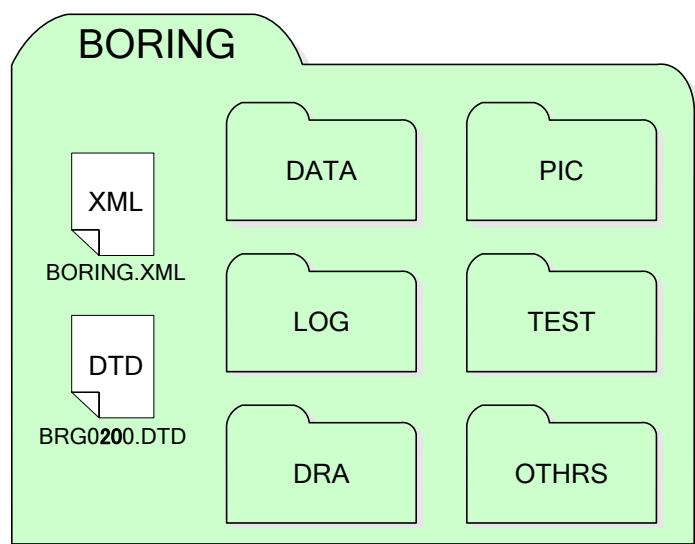 BORING
XML
BORING.XML
DTD
BRG0200.DTD
DATA
PIC
LOG
TEST
DRA
OTHRS